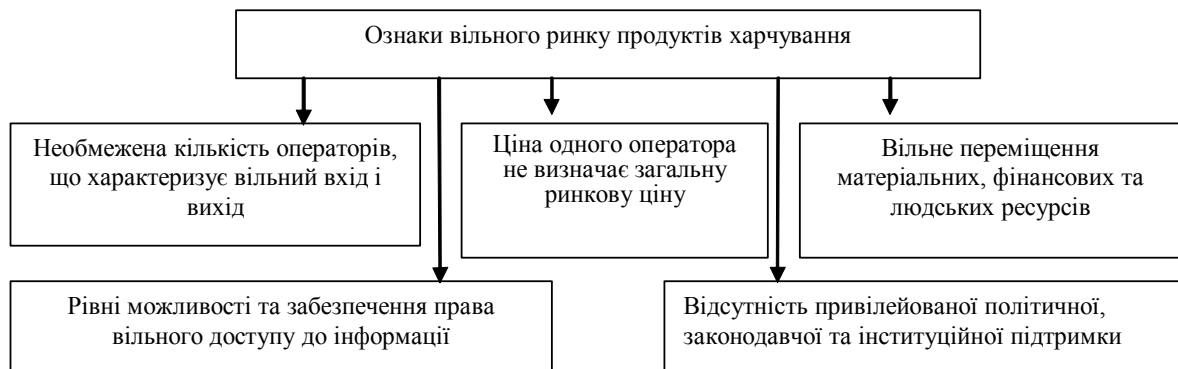 Ознаки вільного ринку продуктів харчування
Необмежена кількість операторів,
що характеризує вільний вхід і
вихід
Ціна одного оператора
не визначає загальну
ринкову ціну
Вільне переміщення
матеріальних, фінансових та
людських ресурсів
Рівні можливості та забезпечення права
вільного доступу до інформації
Відсутність привілейованої політичної,
законодавчої та інституційної підтримки